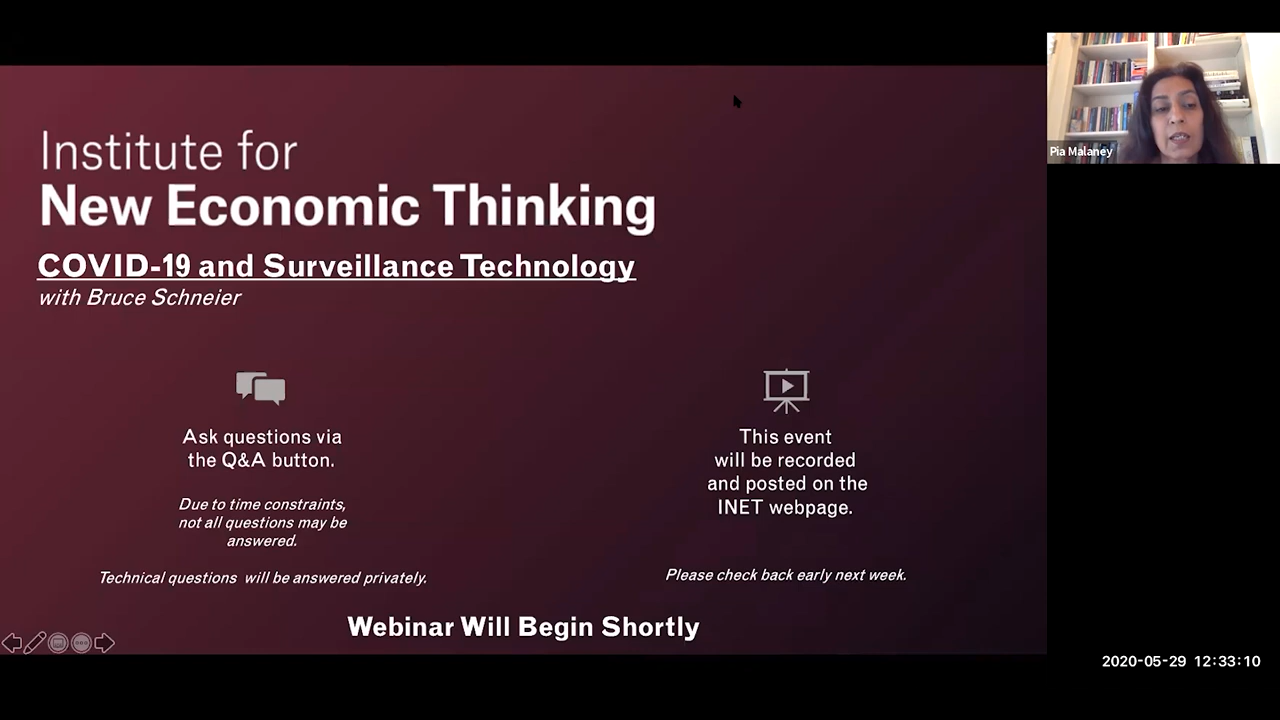 Institute for
New Economic Thinking
COVID-19 and Surveillance Technology
with Bruce Schneier
Ask questions via
the Q&A button.
Due to time constraints,
not all questions may be
answered.
Technical questions will be answered privately.
This event
will be recorded
and posted on the
INET webpage.
Please check back early next week.
Webinar Will Begin Shortly
Pia Malaney
2020-05-29 12:33:10